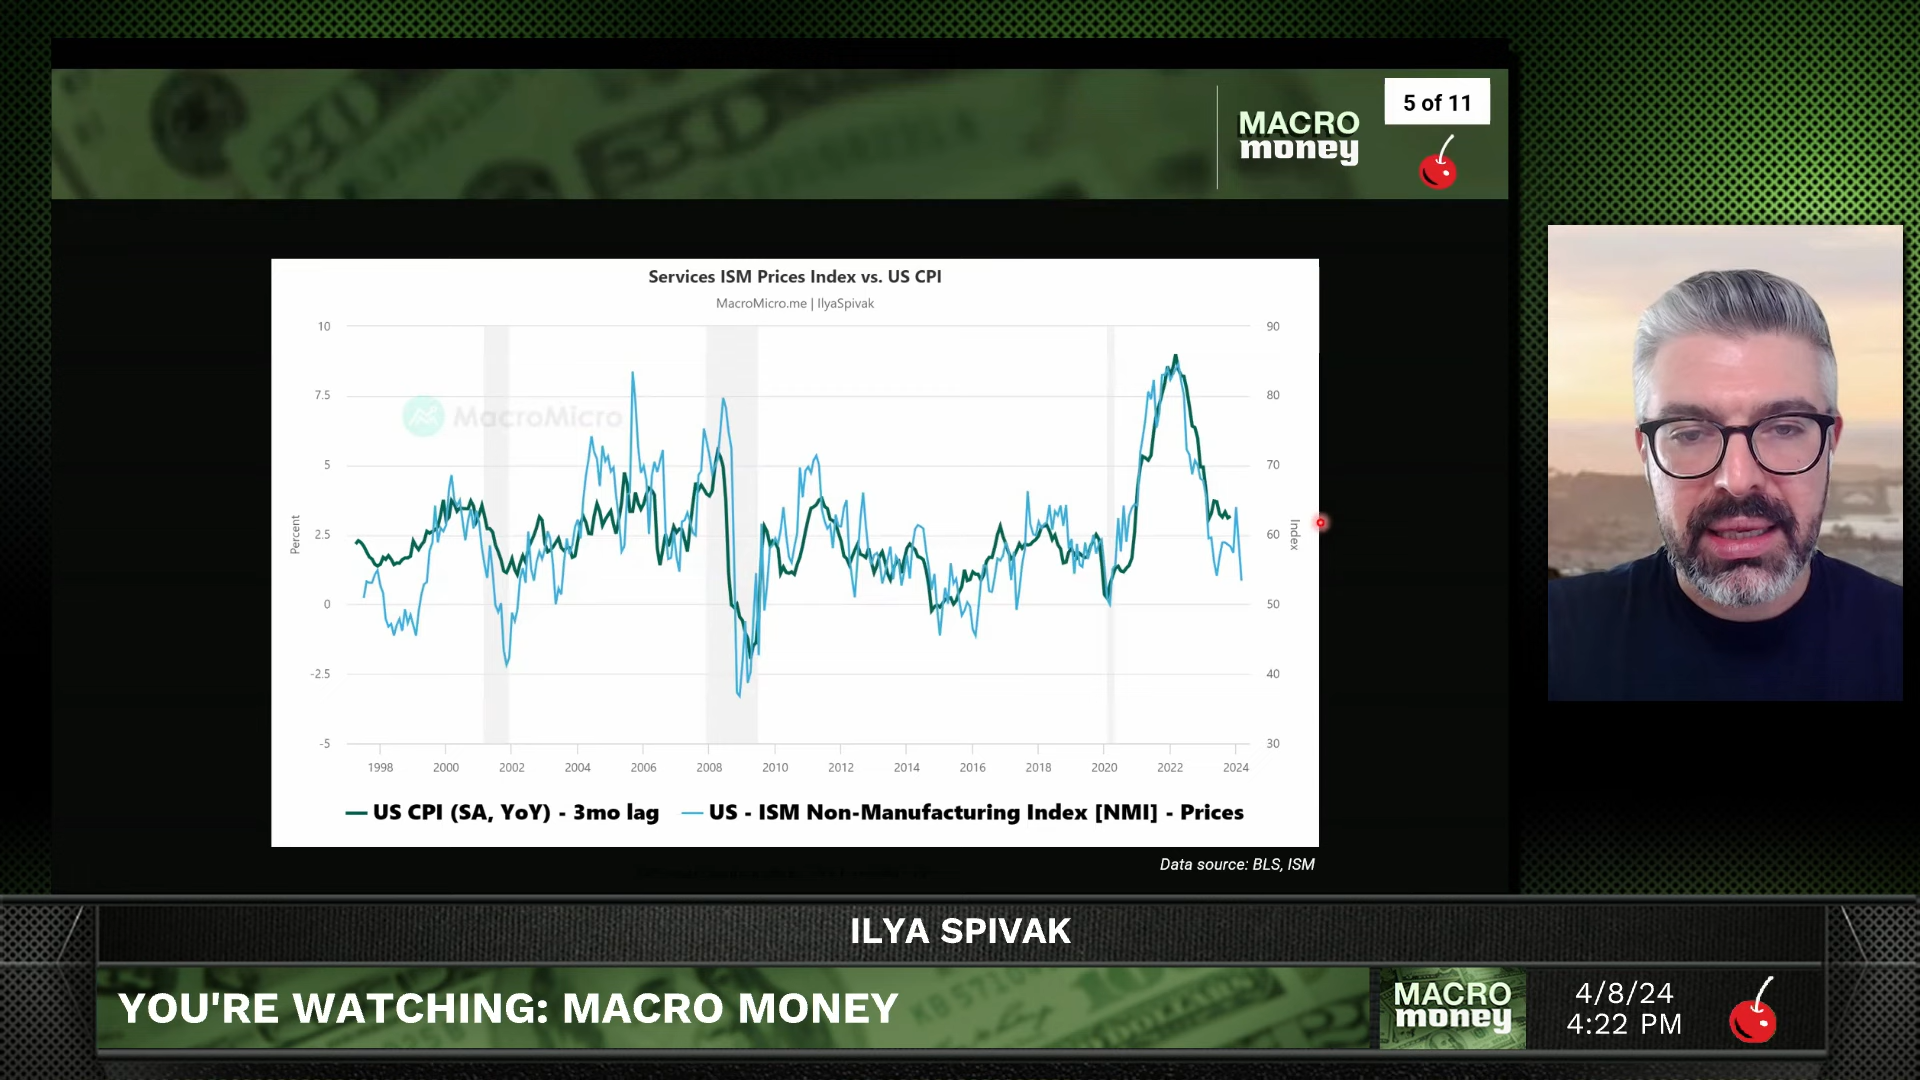 MACRO
money
5 of 11
Services ISM Prices Index vs. US CPI
MacroMicro.me | IlyaSpivak
10
7.5
5
2.5
0
-2.5
-5
Percent
MacroMicro
90
80
70
60
50
40
30
Index
1998 2000 2002 2004 2006 2008 2010 2012 2014 2016 2018 2020 2022 2024
US CPI (SA, YoY) - 3mo lag US - ISM Non-Manufacturing Index [NMI] - Prices
Data source: BLS, ISM
ILYA SPIVAK
YOU'RE WATCHING: MACRO MONEY
MACRO
money
4/8/24
4:22 PM